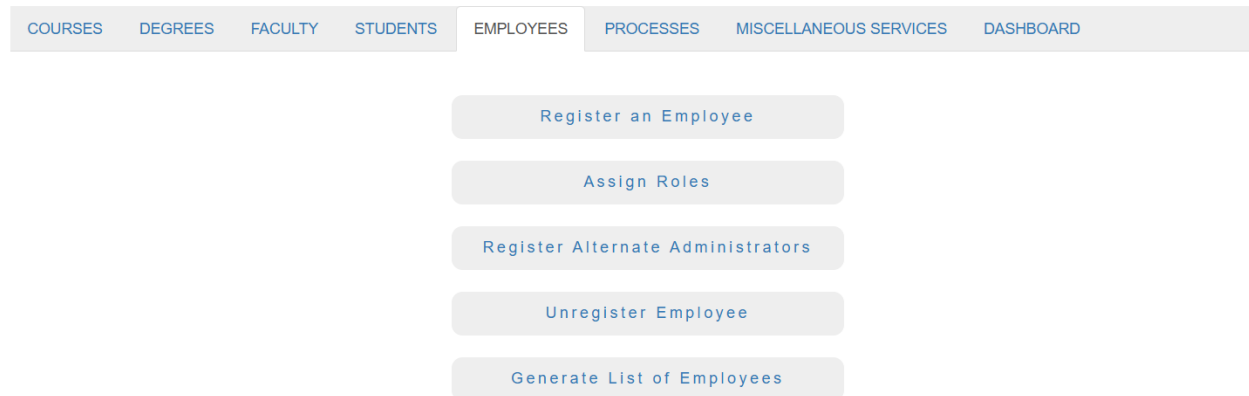 COURSES DEGREES FACULTY STUDENTS EMPLOYEES PROCESSES MISCELLANEOUS SERVICES DASHBOARD
Register an Employee
Assign Roles
Register Alternate Administrators
Unregister Employee
Generate List of Employees